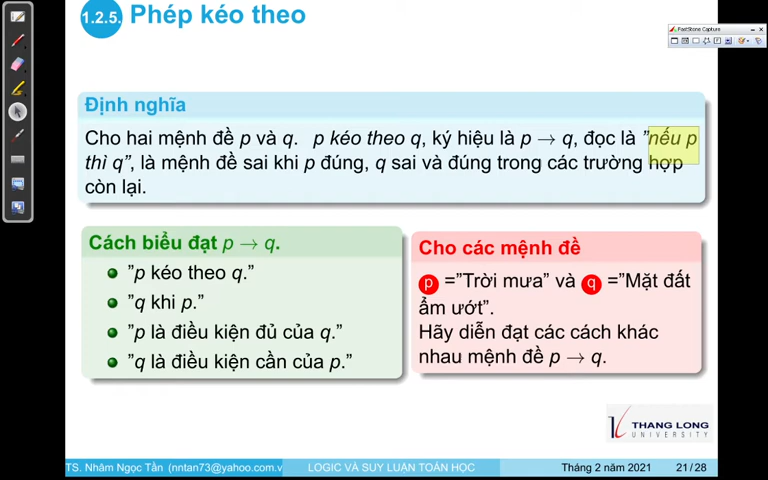 1.2.5. Phép kéo theo
FastStone Capture
Định nghĩa
Cho hai mệnh đề p và q. p kéo theo q, ký hiệu là p → q, đọc là ”nếu p
thì q”, là mệnh đề sai khi p đúng, q sai và đúng trong các trường hợp
còn lại.
Cách biểu đạt p → q.
”p kéo theo q.”
”q khi p.”
”p là điều kiện đủ của q.”
”q là điều kiện cần của p.”
Cho các mệnh đề
p =”Trời mưa” và q =”Mặt đất
ẩm ướt”.
Hãy diễn đạt các cách khác
nhau mệnh đề p → q.
THANG LONG
UNIVERSITY
TS. Nhâm Ngọc Tần (nntan73@yahoo.com.v
LOGIC VÀ SUY LUẬN TOÁN HỌC
Tháng 2 năm 2021
21 / 28